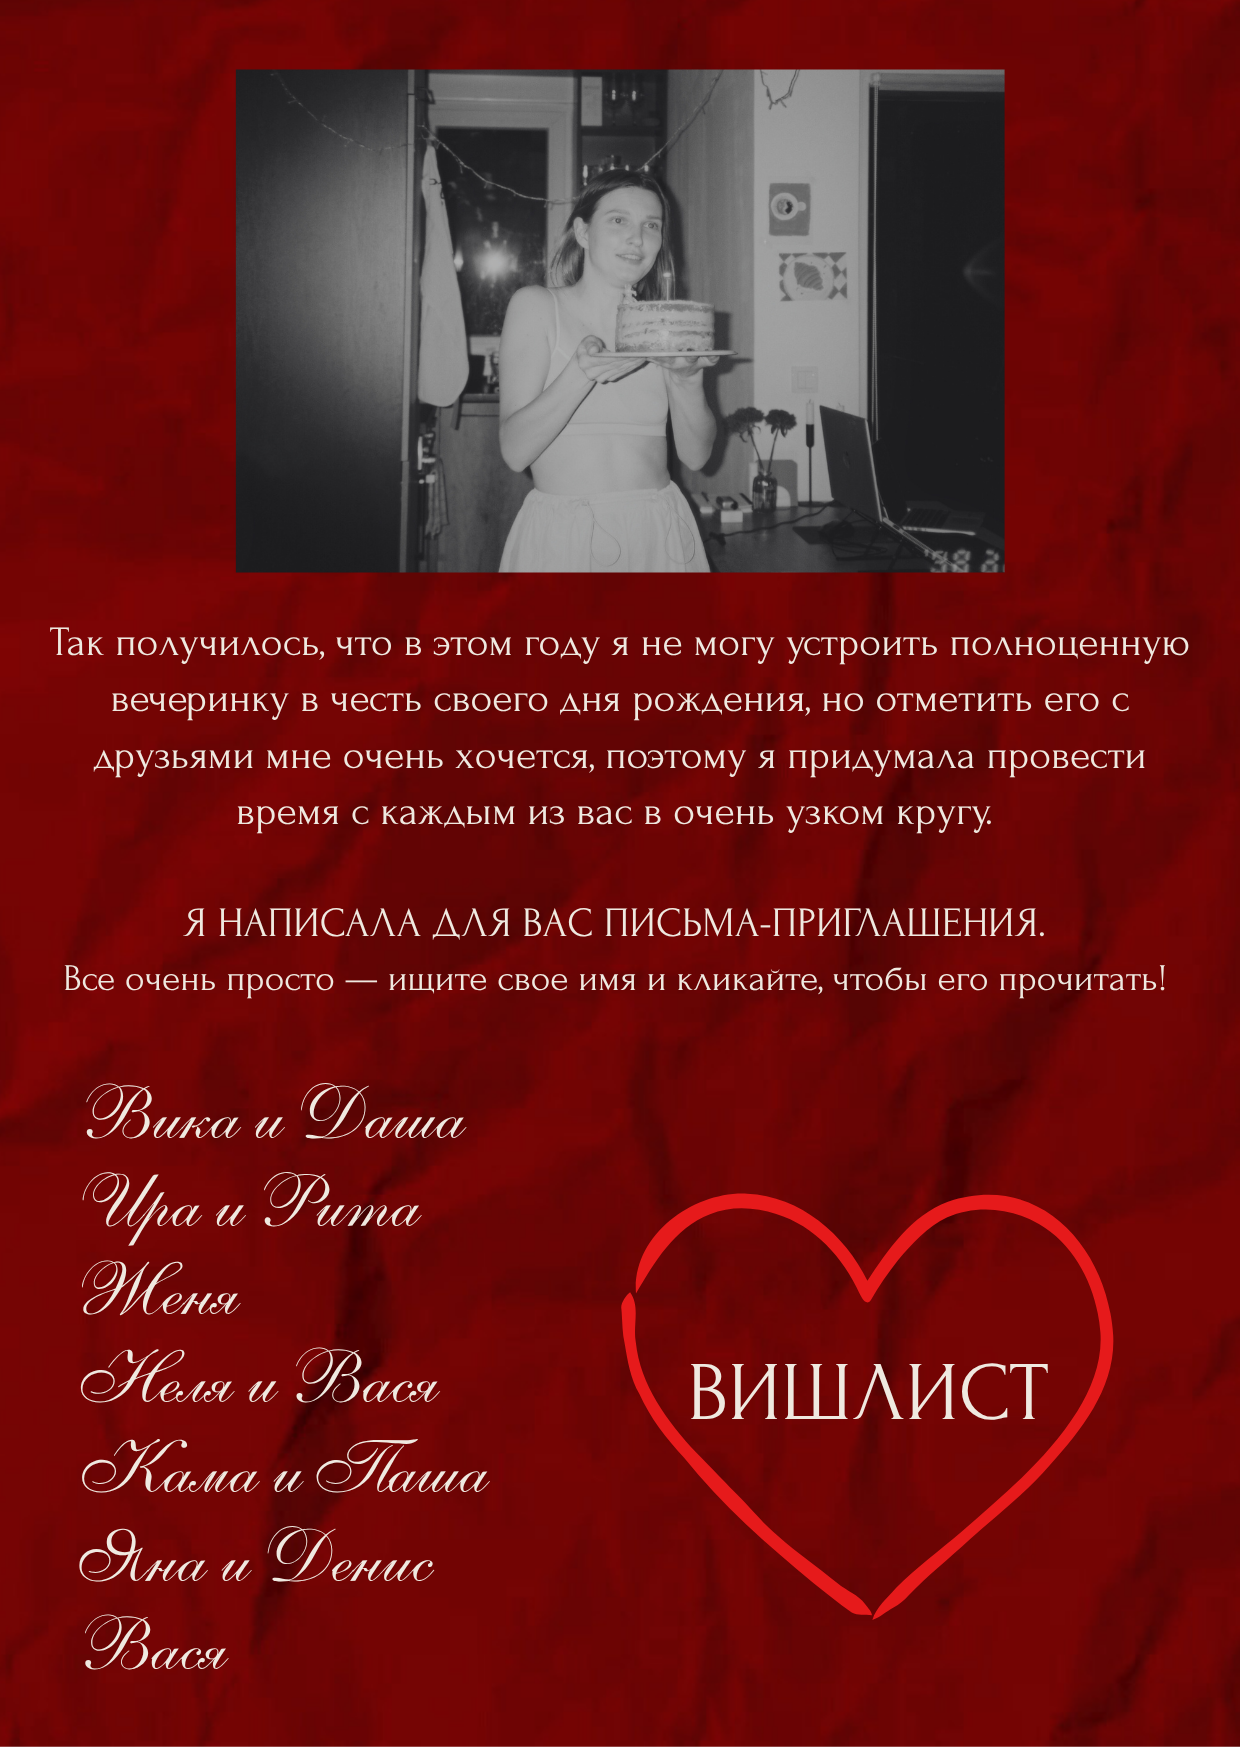 Так получилось, что в этом году я не могу устроить полноценную
вечеринку в честь своего дня рождения, но отметить его с
друзьями мне очень хочется, поэтому я придумала провести
время с каждым из вас в очень узком кругу.
Я НАПИСАЛА ДЛЯ ВАС ПИСЬМА-ПРИГЛАШЕНИЯ.
Все очень просто — ищите свое имя и кликайте, чтобы его прочитать!
Вика и Даша
Ира и Рита
Женя
Неля и Вася
Кама и Паша
Яна и Денис
Вася
ВИШЛИСТ